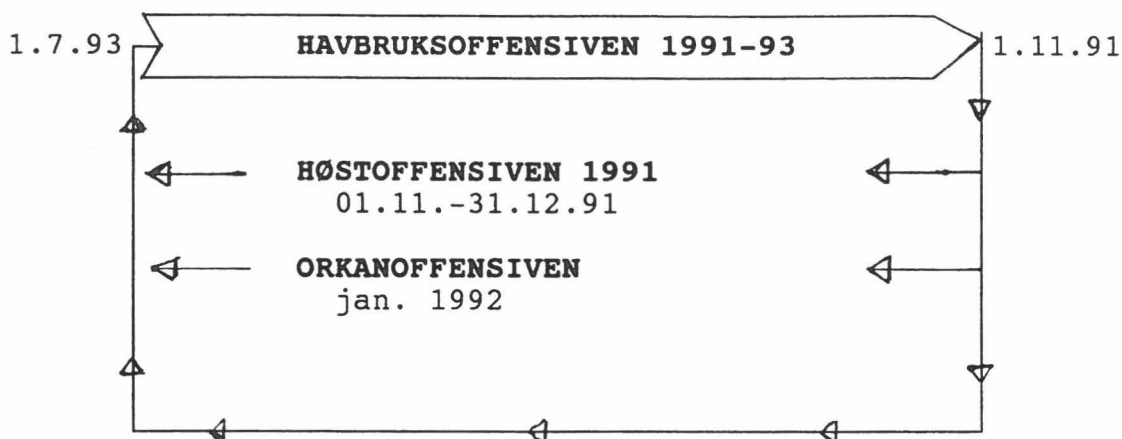 1.7.93 HAVBRUKSOFFENSIVEN 1991-93 1.11.91
HØSTOFFENSIVEN 1991
01.11.-31.12.91
ORKANOFFENSIVEN
jan. 1992